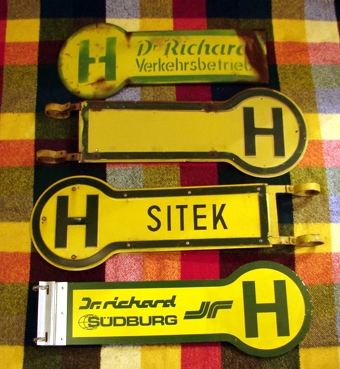 H Dr. Richard
Verkehrsbetrieb
H
H SITEK
Dr. richard
SÜDBURG
H